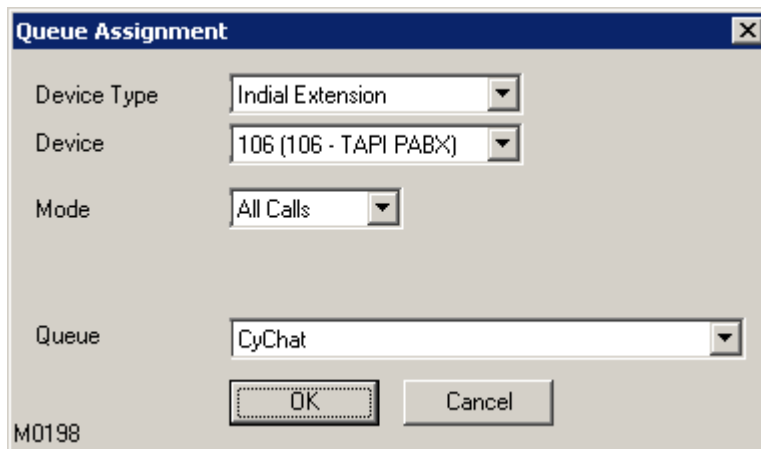 Queue Assignment
Device Type Indial Extension
Device 106 (106 - TAPI PABX)
Mode All Calls
Queue CyChat
OK Cancel
M0198